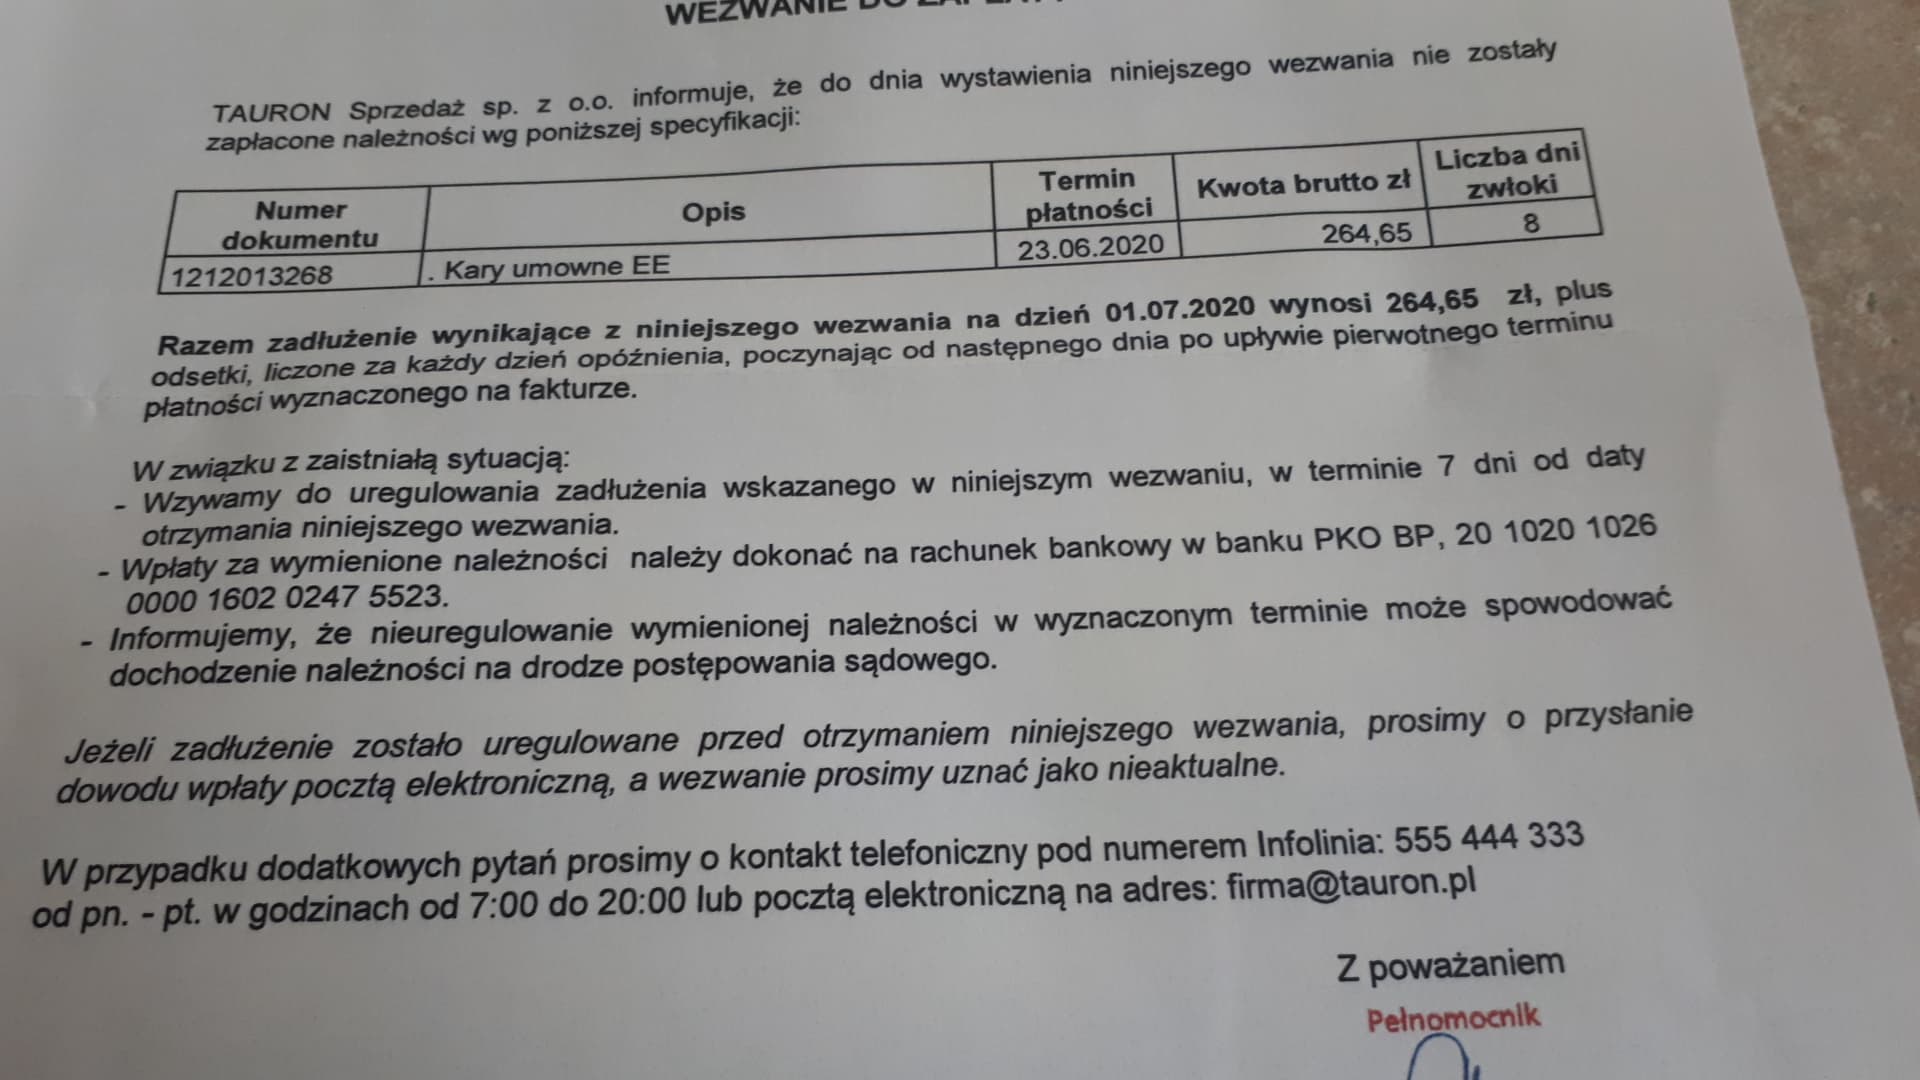 WEZWANIE DO ZAPŁATY
TAURON Sprzedaż sp. z o.o. informuje, że do dnia wystawienia niniejszego wezwania nie zostały
zapłacone należności wg poniższej specyfikacji:
Numer dokumentu Opis Termin płatności Kwota brutto zł Liczba dni zwłoki
1212013268 . Kary umowne EE 23.06.2020 264,65 8
Razem zadłużenie wynikające z niniejszego wezwania na dzień 01.07.2020 wynosi 264,65 zł, plus
odsetki, liczone za każdy dzień opóźnienia, poczynając od następnego dnia po upływie pierwotnego terminu
płatności wyznaczonego na fakturze.
W związku z zaistniałą sytuacją:
- Wzywamy do uregulowania zadłużenia wskazanego w niniejszym wezwaniu, w terminie 7 dni od daty
otrzymania niniejszego wezwania.
- Wpłaty za wymienione należności należy dokonać na rachunek bankowy w banku PKO BP, 20 1020 1026
0000 1602 0247 5523.
- Informujemy, że nieuregulowanie wymienionej należności w wyznaczonym terminie może spowodować
dochodzenie należności na drodze postępowania sądowego.
Jeżeli zadłużenie zostało uregulowane przed otrzymaniem niniejszego wezwania, prosimy o przysłanie
dowodu wpłaty pocztą elektroniczną, a wezwanie prosimy uznać jako nieaktualne.
W przypadku dodatkowych pytań prosimy o kontakt telefoniczny pod numerem Infolinia: 555 444 333
od pn. - pt. w godzinach od 7:00 do 20:00 lub pocztą elektroniczną na adres: firma@tauron.pl
Z poważaniem
Pełnomocnik